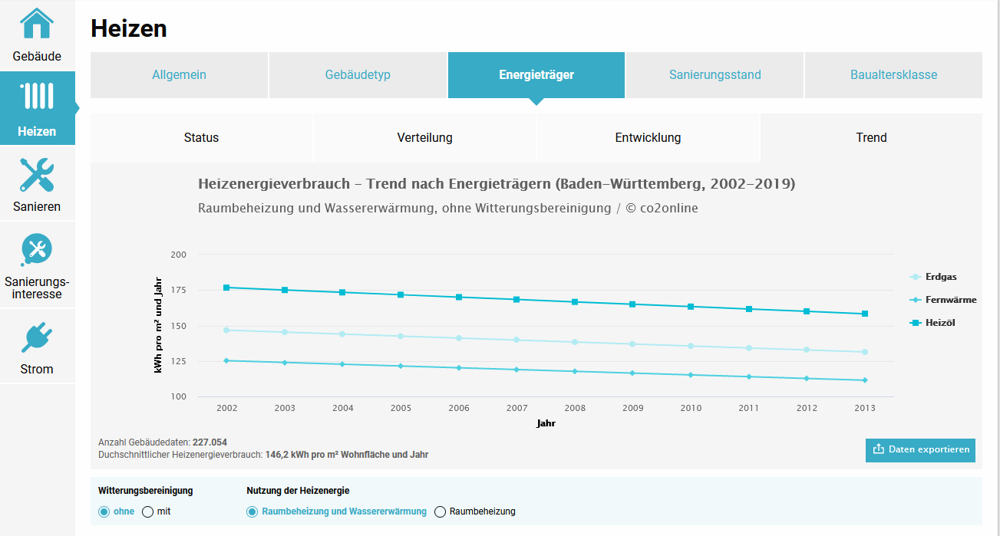 Gebäude
Heizen
Sanieren
Sanierungs-
interesse
Strom
Heizen
Allgemein
Gebäudetyp
Energieträger
Sanierungsstand
Baualtersklasse
Status
Verteilung
Entwicklung
Trend
Heizenergieverbrauch – Trend nach Energieträgern (Baden-Württemberg, 2002-2019)
Raumbeheizung und Wassererwärmung, ohne Witterungsbereinigung / © co2online
kWh pro m² und Jahr
200
175
150
125
100
2002 2003 2004 2005 2006 2007 2008 2009 2010 2011 2012 2013
Jahr
Erdgas
Fernwärme
Heizöl
Anzahl Gebäudedaten: 227.054
Duchschnittlicher Heizenergieverbrauch: 146,2 kWh pro m² Wohnfläche und Jahr
Daten exportieren
Witterungsbereinigung
ohne mit
Nutzung der Heizenergie
Raumbeheizung und Wassererwärmung Raumbeheizung